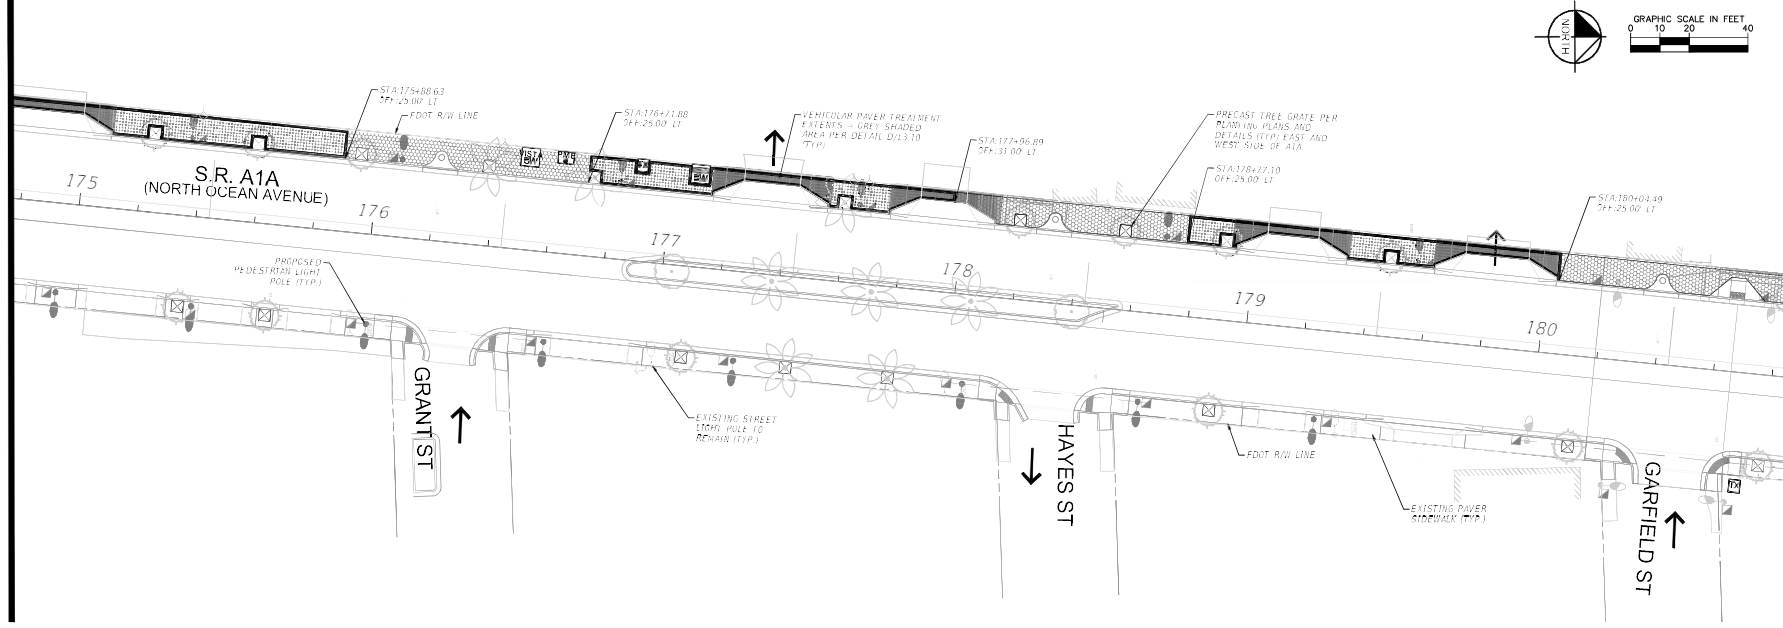 GRAPHIC SCALE IN FEET
0 10 20 40
NORTH
STA:175+88.63
OFF:25.00' LT
FDOT R/W LINE
STA:176+71.88
OFF:25.00' LT
VEHICULAR PAVER TREATMENT
EXTENTS = GREY SHADED
AREA PER DETAIL D/L3.10
(TYP)
STA:177+96.89
OFF:31.00' LT
PRECAST TREE GRATE PER
PLANTING PLANS AND
DETAILS (TYP) EAST AND
WEST SIDE OF A1A
STA:178+77.10
OFF:25.00' LT
STA:180+04.49
OFF:25.00' LT
VISTA
BW
S.R. A1A
(NORTH OCEAN AVENUE)
175
176
177
178
179
180
PROPOSED
PEDESTRIAN LIGHT
POLE (TYP.)
GRANT ST
EXISTING STREET
LIGHT POLE TO
REMAIN (TYP.)
HAYES ST
FDOT R/W LINE
EXISTING PAVER
SIDEWALK (TYP.)
GARFIELD ST
TX